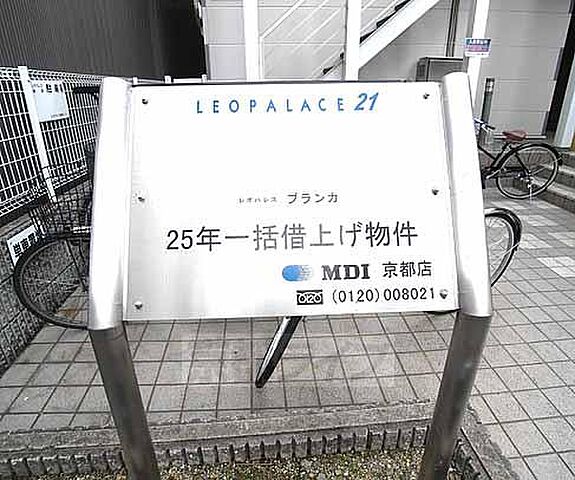 LEOPALACE 21
レオパレス ブランカ
25年一括借上げ物件
MDI 京都店
(0120)008021